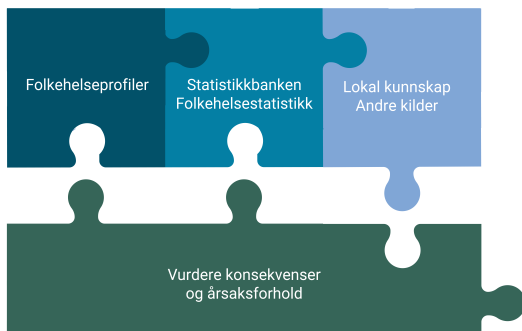 Folkehelseprofiler
Statistikkbanken
Folkehelsestatistikk
Lokal kunnskap
Andre kilder
Vurdere konsekvenser
og årsaksforhold